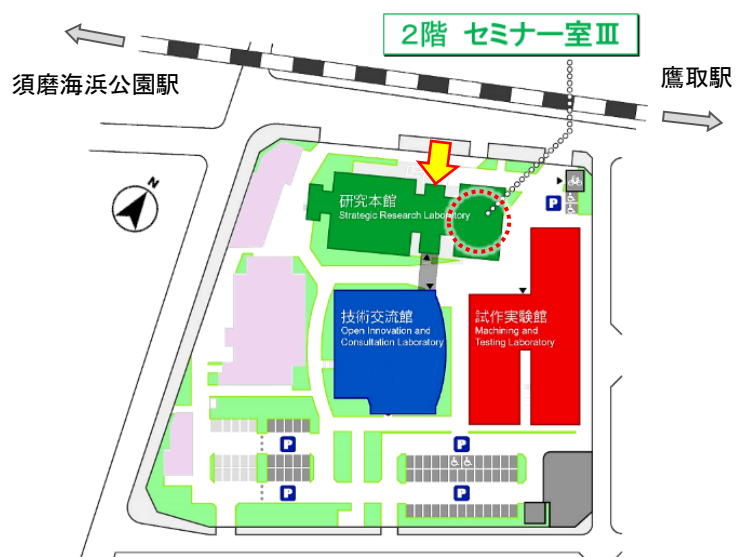 2階 セミナー室Ⅲ
須磨海浜公園駅
鷹取駅
N
研究本館
Strategic Research Laboratory
P
技術交流館
Open Innovation and
Consultation Laboratory
試作実験館
Machining and
Testing Laboratory
P
P
P
P